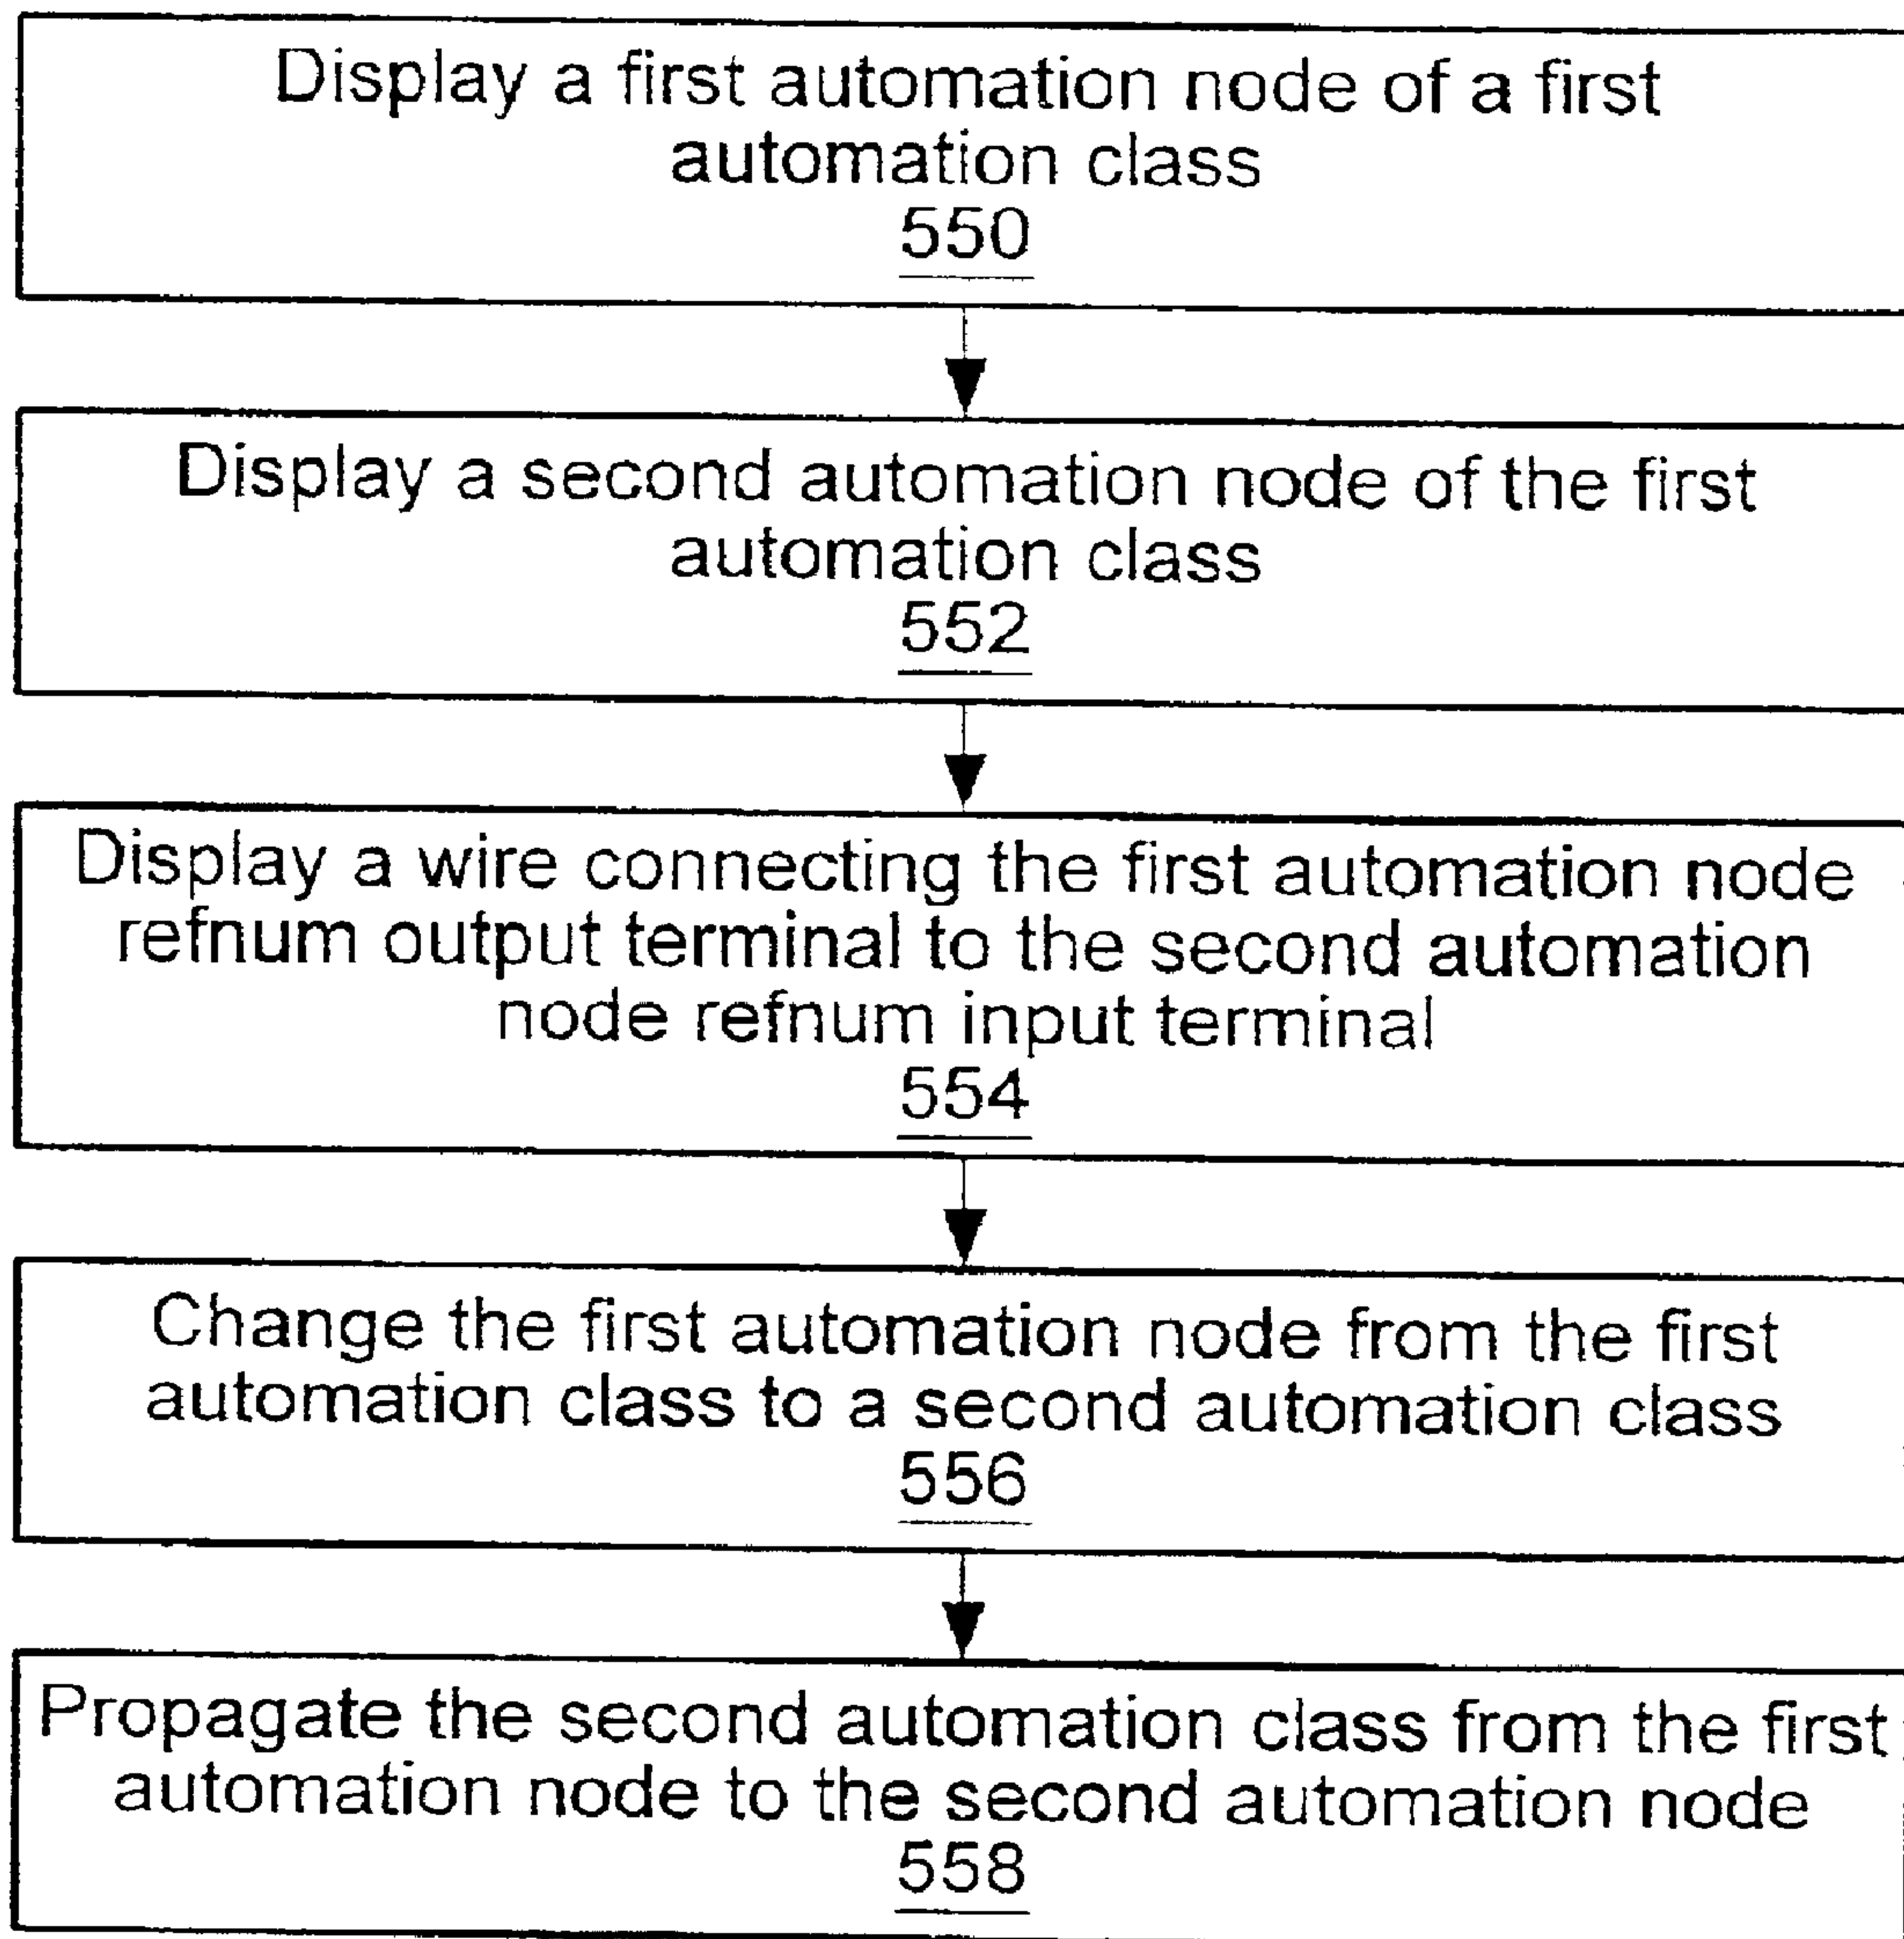 Display a first automation node of a first
automation class
550
Display a second automation node of the first
automation class
552
Display a wire connecting the first automation node
refnum output terminal to the second automation
node refnum input terminal
554
Change the first automation node from the first
automation class to a second automation class
556
Propagate the second automation class from the first
automation node to the second automation node
558